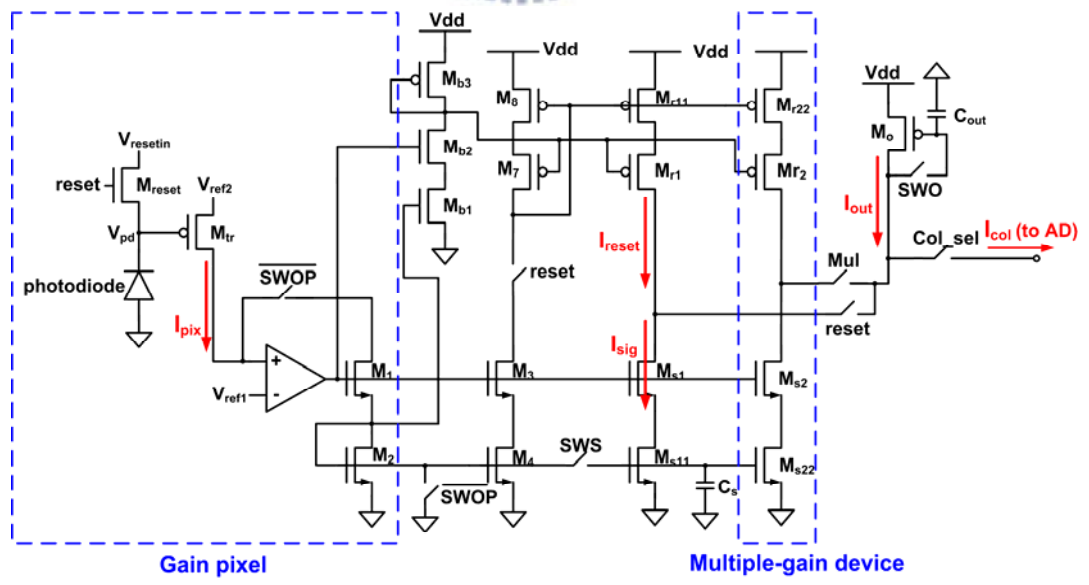 Vdd
Vdd
Vdd
Mb3
M8
Mr11
Mr22
Vdd
Cout
Mo
Vresetin
Mb2
M7
Mr1
Mr2
SWO
reset
Mreset
Vref2
Mb1
Vpd
Mtr
Iout
Icol (to AD)
Col_sel
SWOP
Ireset
Mul
photodiode
reset
reset
Ipix
Isig
+
M1
M3
Ms1
Ms2
Vref1
-
SWS
M2
M4
Ms11
Ms22
SWOP
Cs
Gain pixel
Multiple-gain device